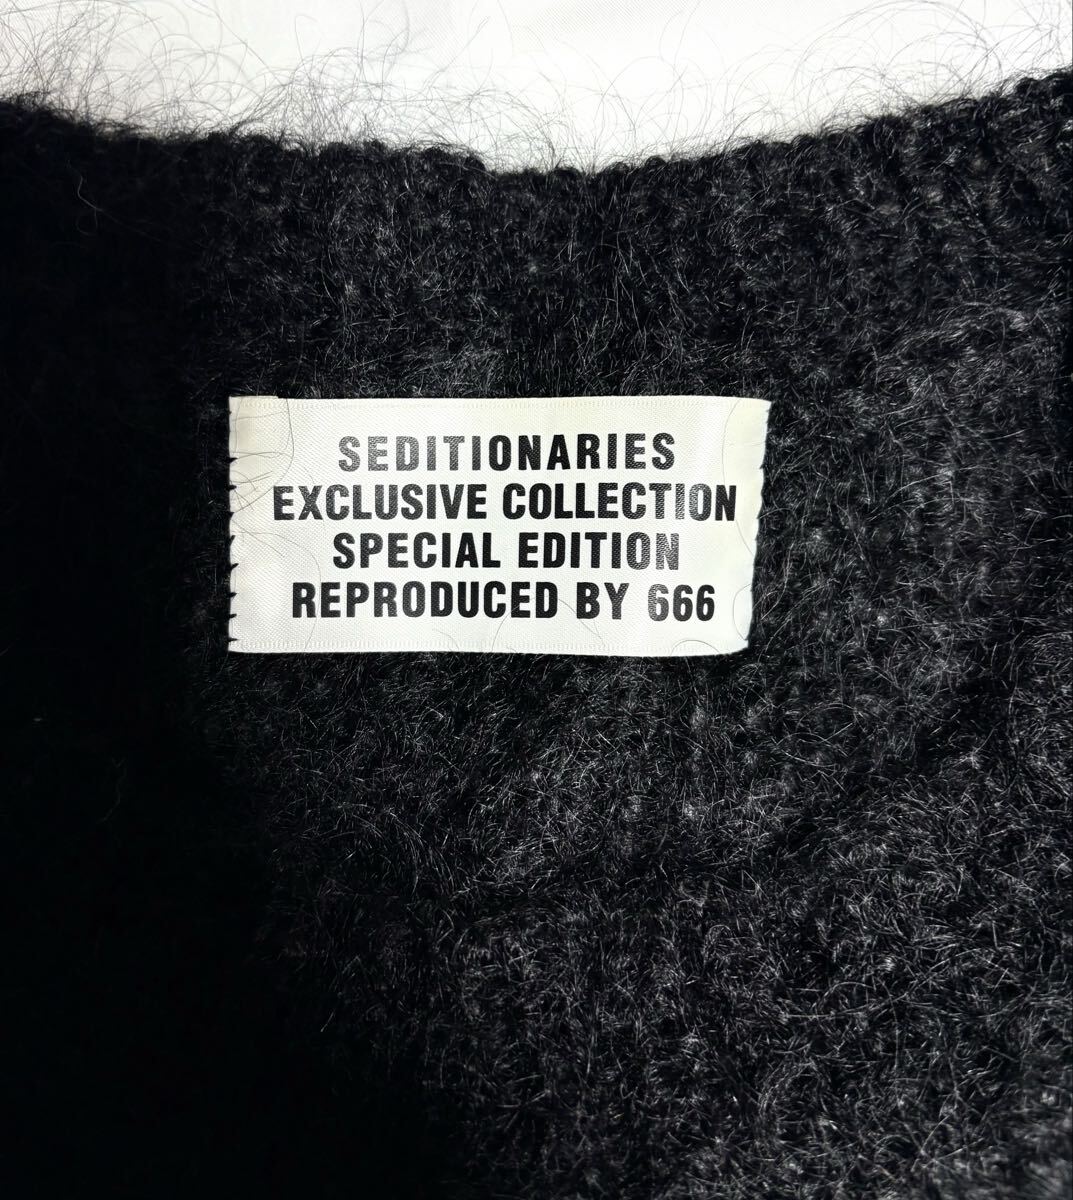 SEDITIONARIES
EXCLUSIVE COLLECTION
SPECIAL EDITION
REPRODUCED BY 666